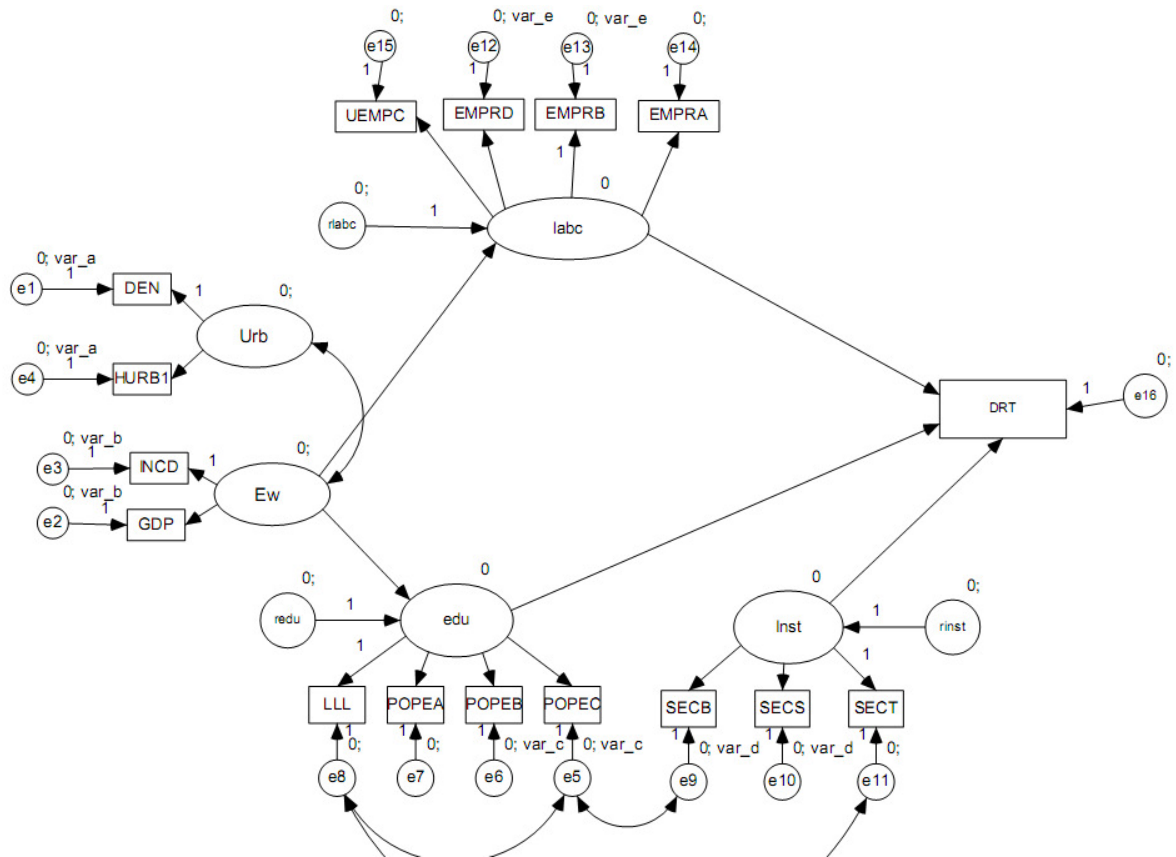 0;
0; var_e
0; var_e
0;
e15
e12
e13
e14
1
1
1
1
UEMPC
EMPRD
EMPRB
EMPRA
1
0;
0
rlabc
1
labc
0; var_a
1
e1
DEN
1
0;
Urb
0; var_a
1
e4
HURB1
0;
1
DRT
e16
0; var_b
1
e3
INCD
1
0;
Ew
0; var_b
1
e2
GDP
0;
0
0
0;
redu
1
edu
Inst
1
rinst
1
1
LLL
POPEA
POPEB
POPEC
SECB
SECS
SECT
1
1
1
1
1
1
1
0;
0;
0; var_c
0; var_c
0; var_d
0; var_d
0;
e8
e7
e6
e5
e9
e10
e11